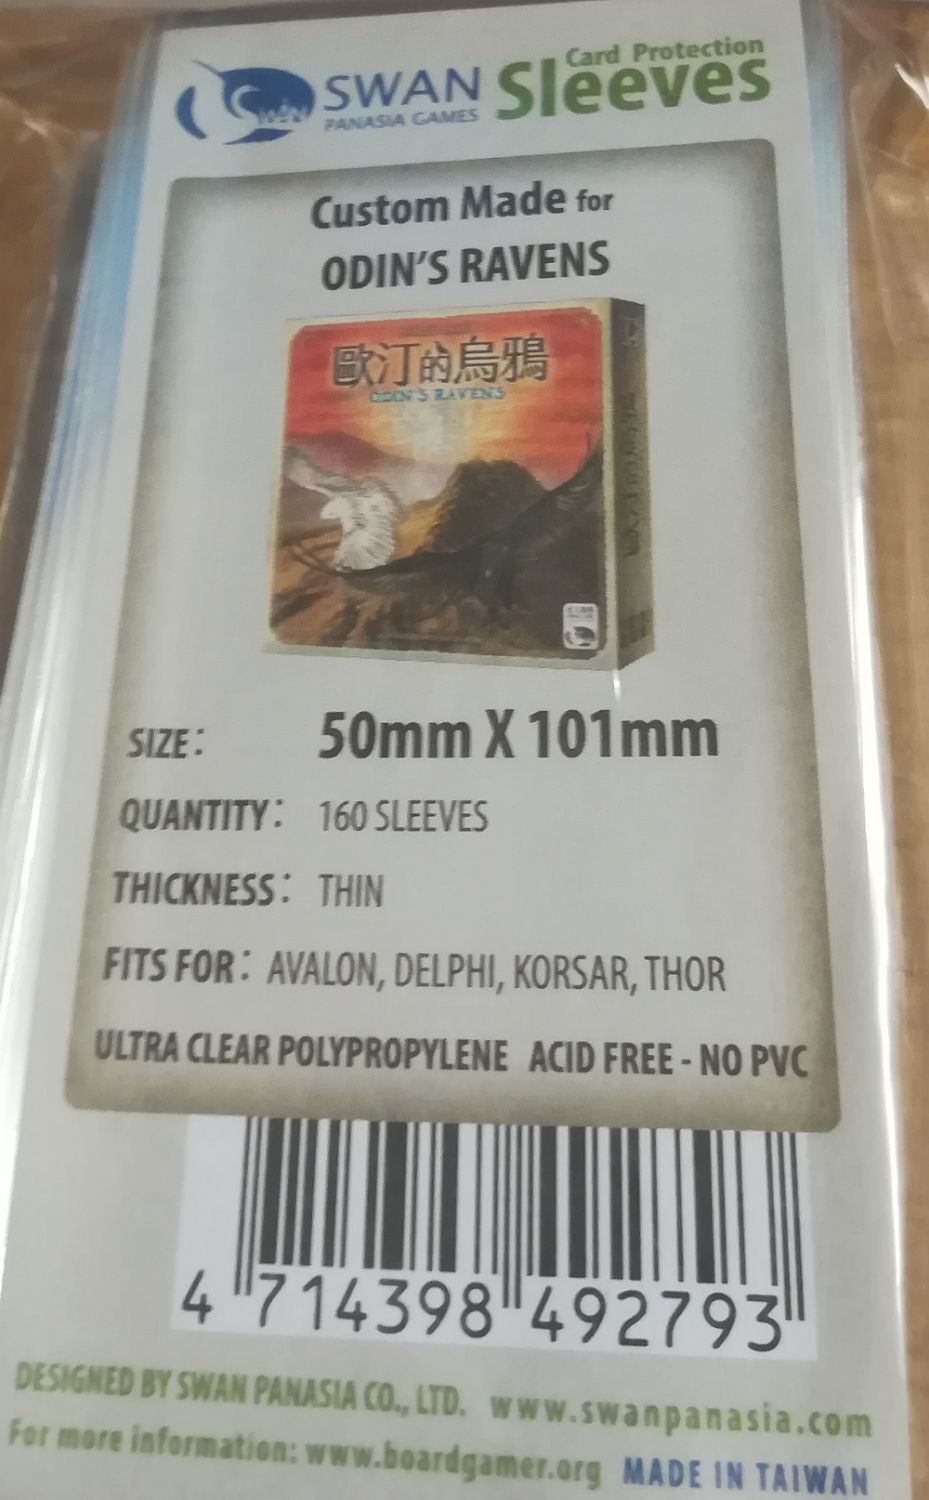 SWAN
PANASIA GAMES
Card Protection
Sleeves
Custom Made for
ODIN'S RAVENS
歐汀的烏鴉
ODIN'S RAVENS
SIZE: 50mm X 101mm
QUANTITY: 160 SLEEVES
THICKNESS: THIN
FITS FOR: AVALON, DELPHI, KORSAR, THOR
ULTRA CLEAR POLYPROPYLENE ACID FREE - NO PVC
4 714398 492793
DESIGNED BY SWAN PANASIA CO., LTD. www.swanpanasia.com
For more information: www.boardgamer.org MADE IN TAIWAN